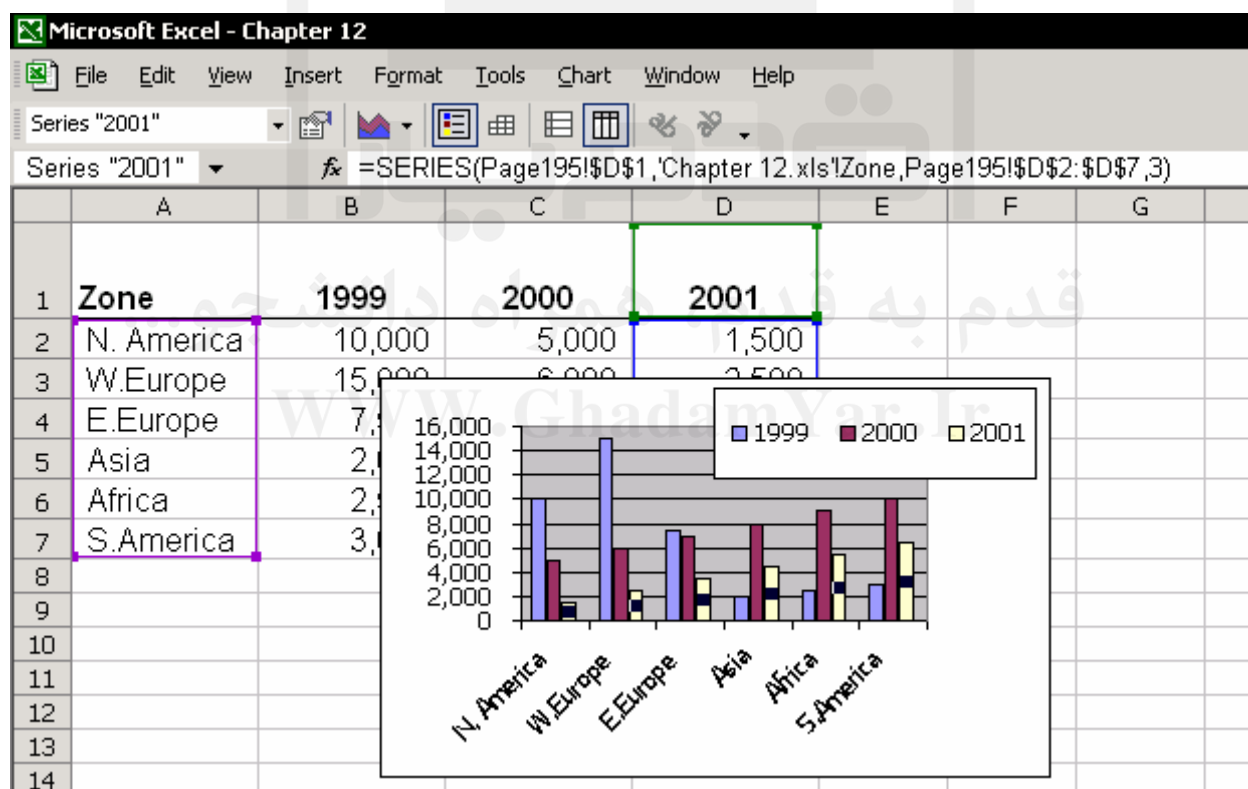 Microsoft Excel - Chapter 12
File Edit View Insert Format Tools Chart Window Help
Series "2001"
Series "2001" fx =SERIES(Page195!$D$1,'Chapter 12.xls'!Zone,Page195!$D$2:$D$7,3)
A B C D E F G
1 Zone 1999 2000 2001
قدم به قدم، همراه دانشجو...
2 N. America 10,000 5,000 1,500
3 W.Europe
WWW.GhadamYar.Ir
4 E.Europe
5 Asia
6 Africa
7 S.America
8
9
10
11
12
13
14
1999 2000 2001
16,000
14,000
12,000
10,000
8,000
6,000
4,000
2,000
0
N. America W.Europe E.Europe Asia Africa S.America